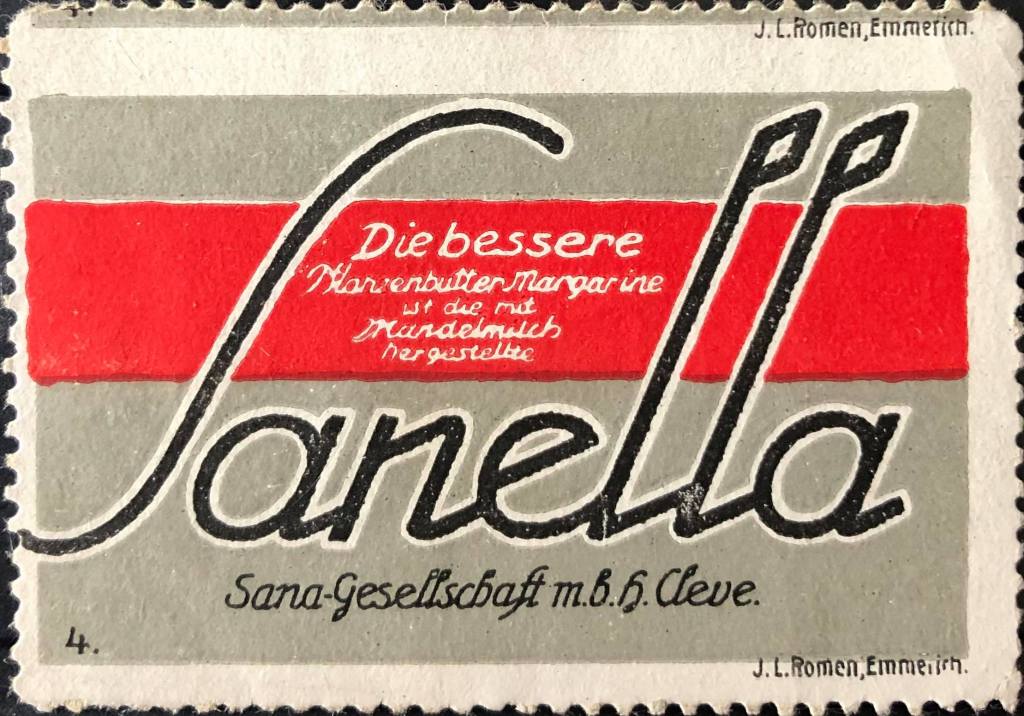 J. L. Romen, Emmerich.
Die bessere
Pflanzenbutter-Margarine
ist die mit
Mandelmilch
hergestellte
Sanella
Sana-Gesellschaft m.b.H. Cleve.
4.
J. L. Romen, Emmerich.